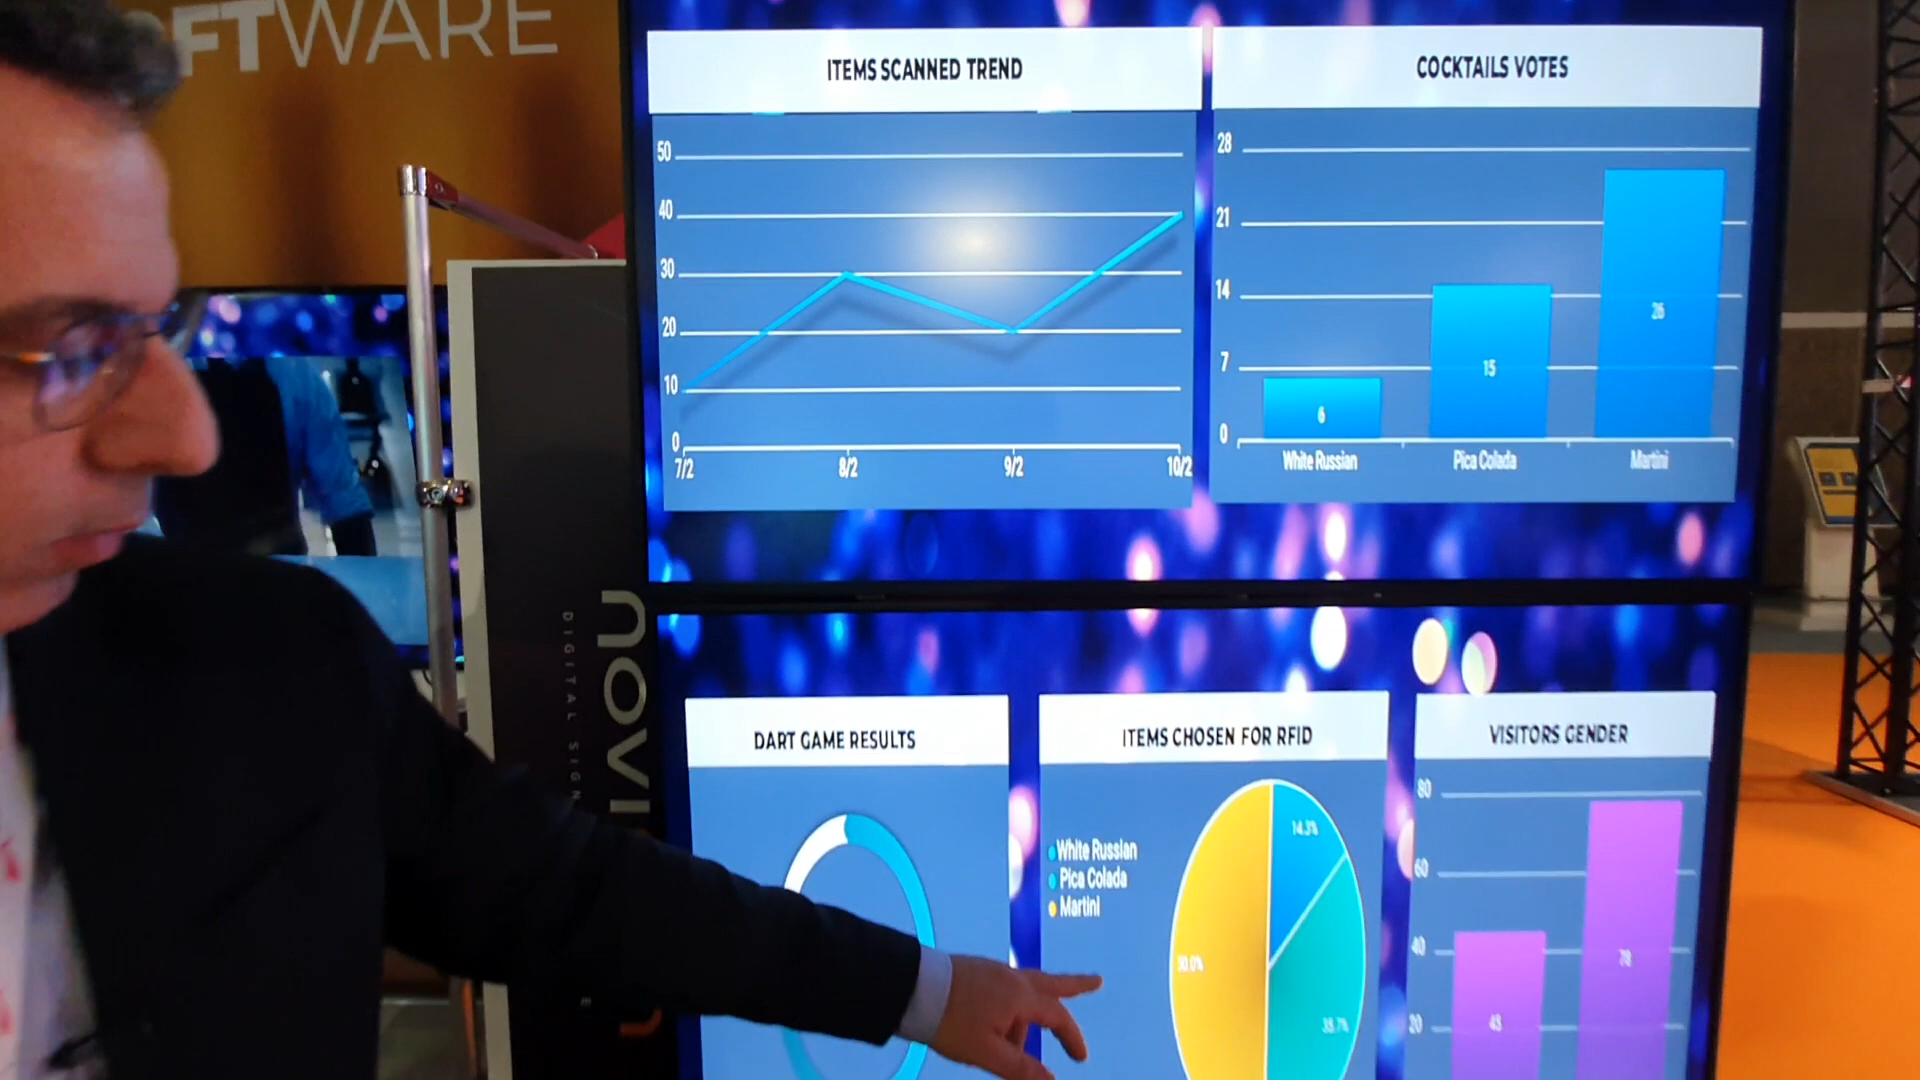 FTWARE
ITEMS SCANNED TREND
50
40
30
20
10
0
7/2
8/2
9/2
10/2
COCKTAILS VOTES
28
21
14
7
0
6
15
26
White Russian
Pica Colada
Martini
NOVI
DIGITAL SIGN
DART GAME RESULTS
ITEMS CHOSEN FOR RFID
White Russian
Pica Colada
Martini
14.3%
50.0%
35.7%
VISITORS GENDER
80
60
40
20
78